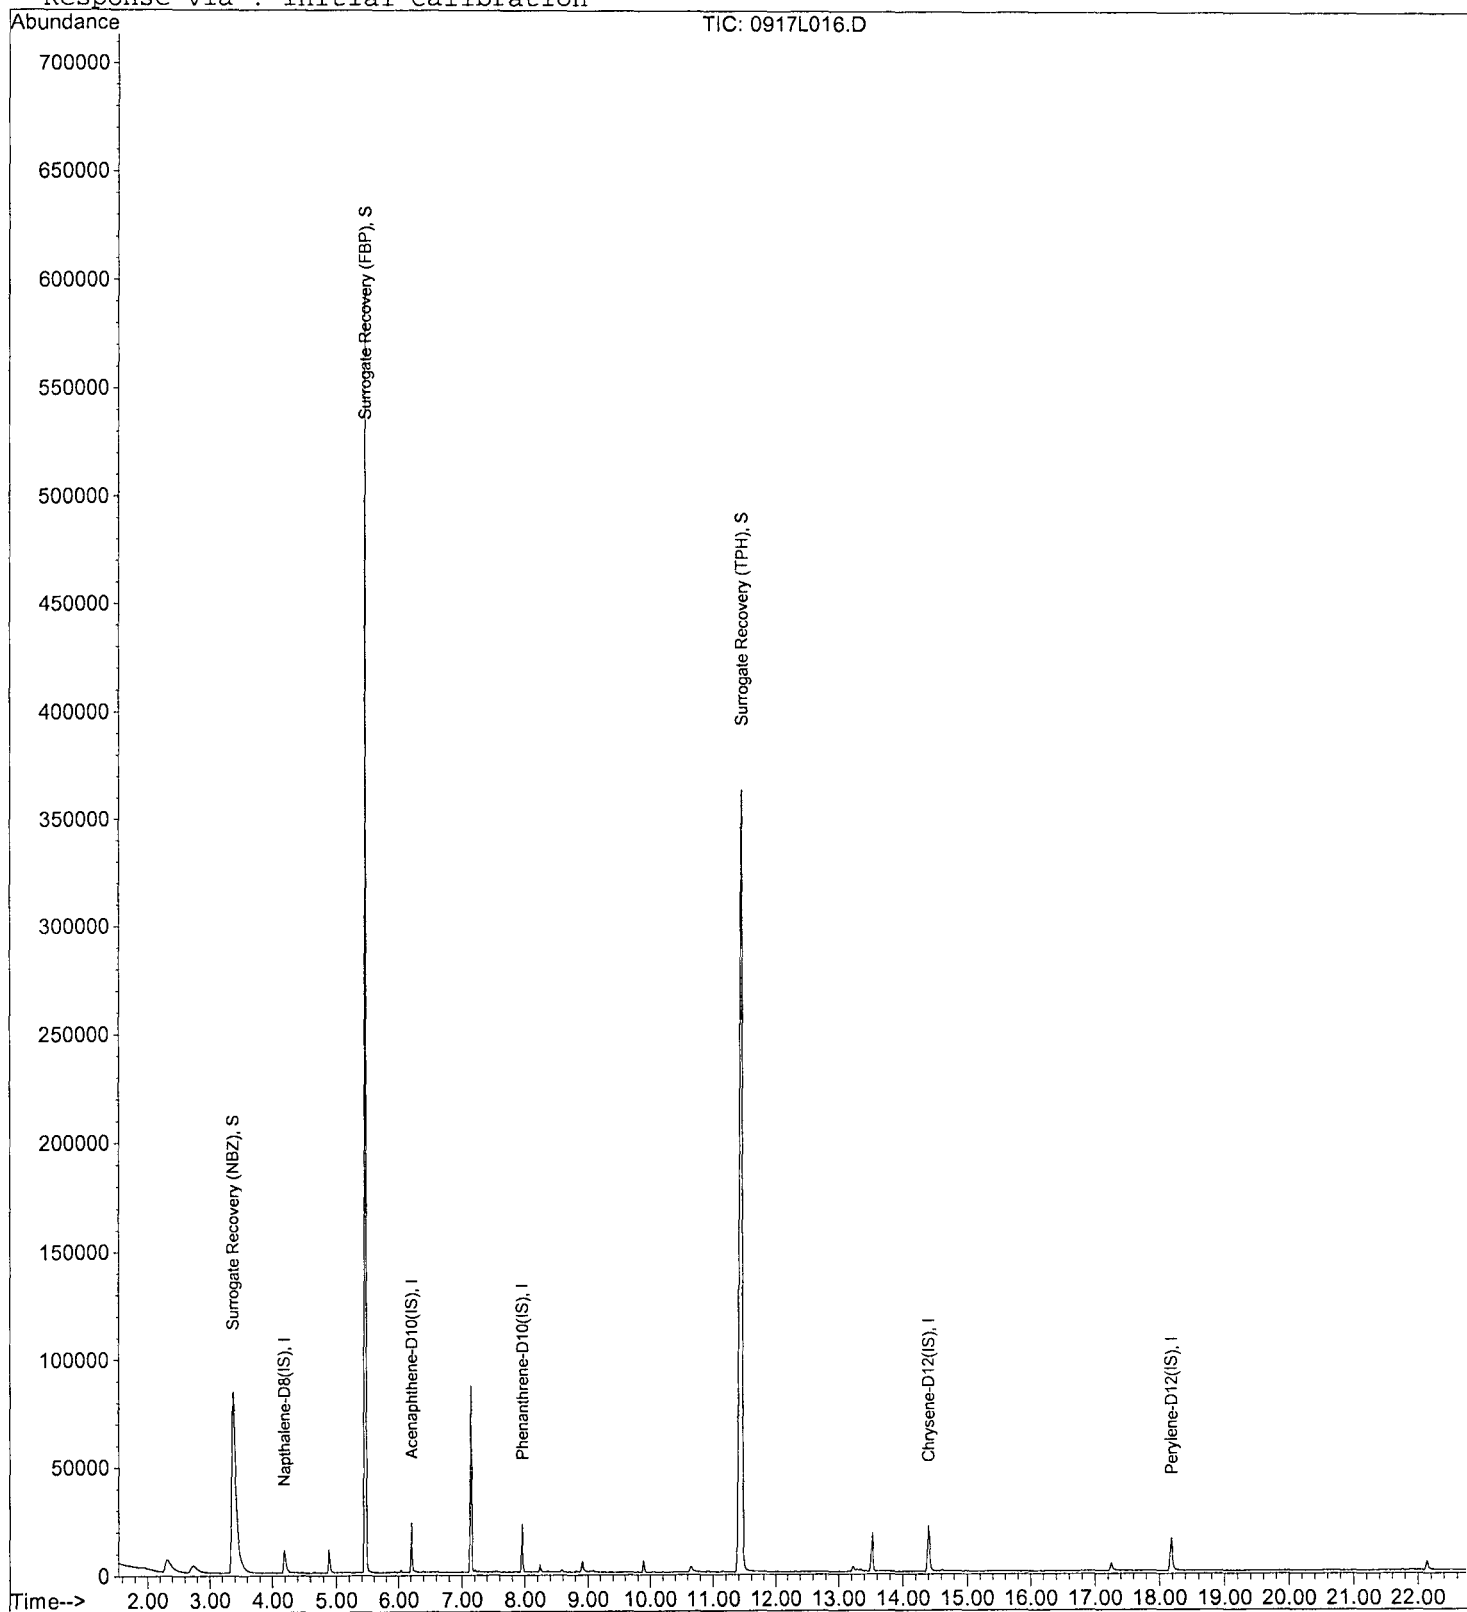 Response via : Initial Calibration
Abundance
TIC: 0917L016.D
700000
650000
600000
550000
500000
450000
400000
350000
300000
250000
200000
150000
100000
50000
0
Surrogate Recovery (NBZ), S
Napthalene-D8(IS), I
Surrogate Recovery (FBP), S
Acenaphthene-D10(IS), I
Phenanthrene-D10(IS), I
Surrogate Recovery (TPH), S
Chrysene-D12(IS), I
Perylene-D12(IS), I
Time--> 2.00 3.00 4.00 5.00 6.00 7.00 8.00 9.00 10.00 11.00 12.00 13.00 14.00 15.00 16.00 17.00 18.00 19.00 20.00 21.00 22.00